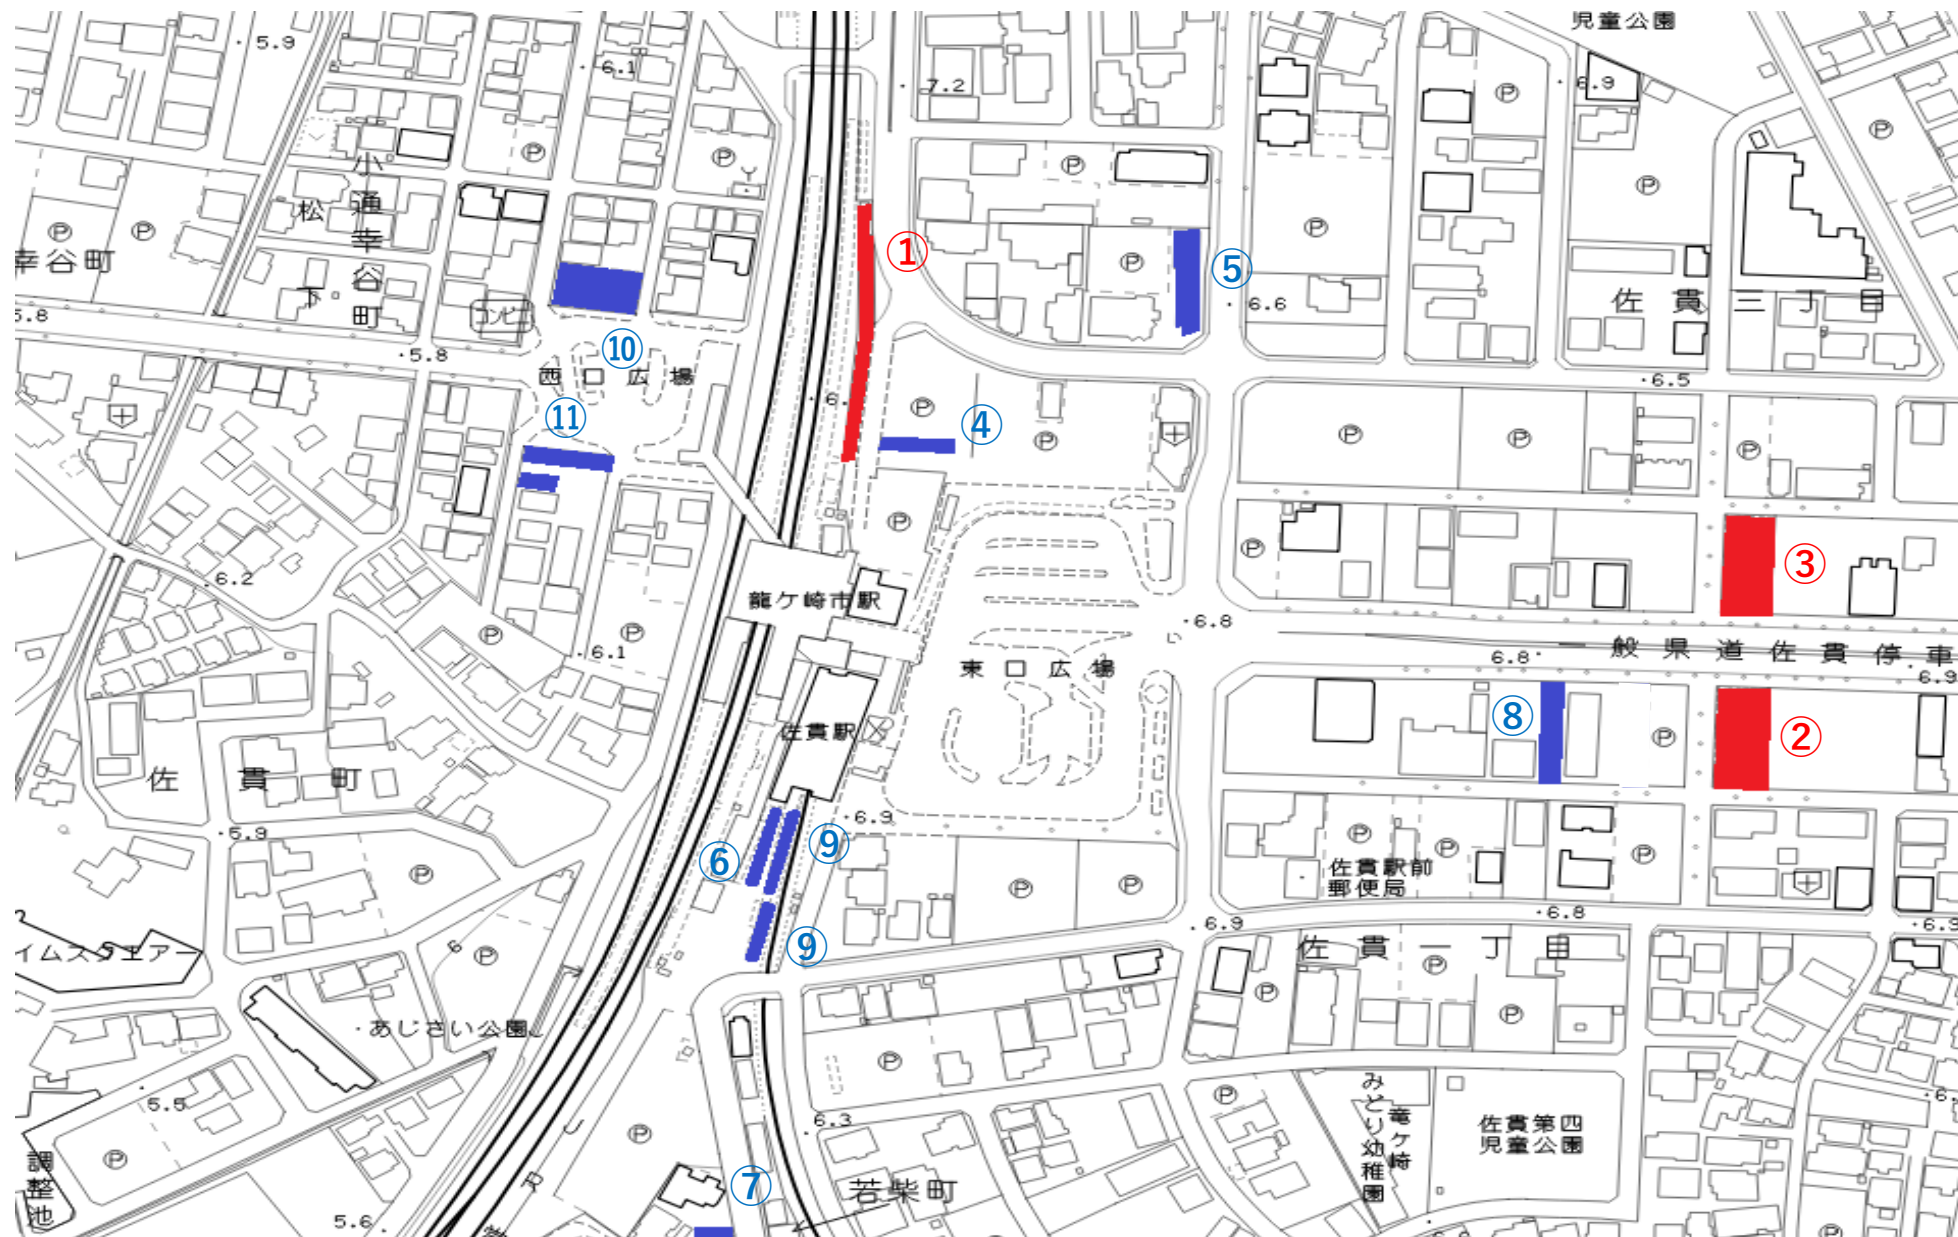 児童公園
5.9
6.1
7.2
6.9
Ⓟ
Ⓟ
Ⓟ
Ⓟ
Ⓟ
Ⓟ
小通幸谷町
松
下
Ⓟ
Ⓟ
Ⓟ
幸谷町
①
⑤
Ⓟ
6.6
佐貫三丁目
コンビニ
5.8
5.8
⑩
西口広場
6.5
⑪
④
Ⓟ
Ⓟ
Ⓟ
Ⓟ
Ⓟ
Ⓟ
Ⓟ
③
6.2
龍ケ崎市駅
6.8
Ⓟ
Ⓟ
6.1
東口広場
一般県道佐貫停車
6.8
6.9
佐貫駅
⑧
Ⓟ
②
佐貫町
5.9
6.9
⑥
⑨
Ⓟ
Ⓟ
Ⓟ
佐貫駅前
郵便局
Ⓟ
Ⓟ
Ⓟ
6.8
6.9
6.9
⑨
イムスクエアー
6
Ⓟ
佐貫一丁目
Ⓟ
Ⓟ
Ⓟ
あじさい公園
Ⓟ
5.5
6.3
Ⓟ
Ⓟ
Ⓟ
J
R
竜ケ崎
みどり幼稚園
佐貫第四
児童公園
調整池
⑦
若柴町
5.6
Ⓟ